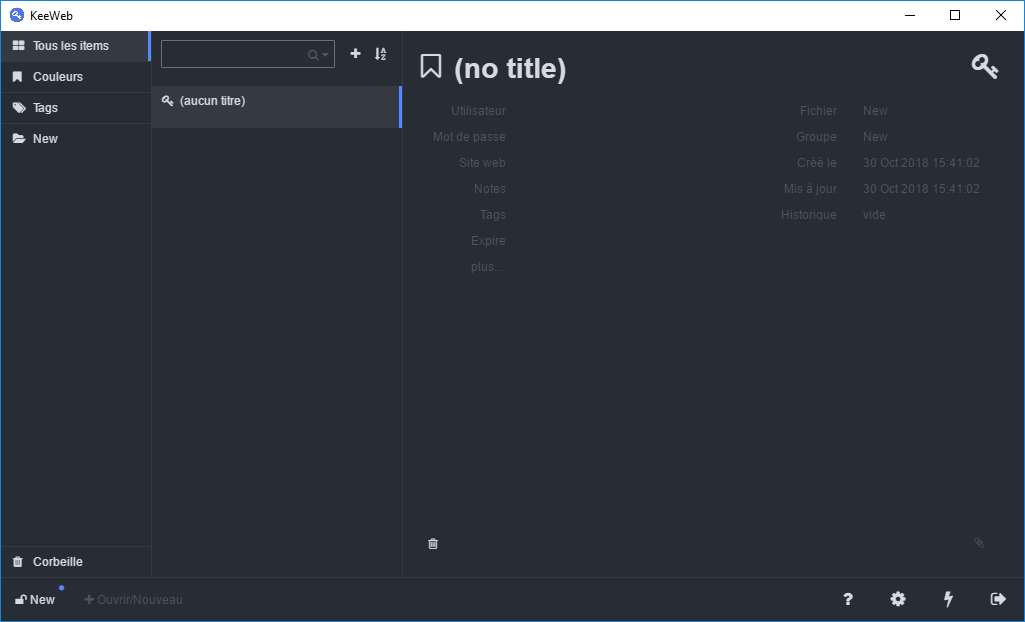 KeeWeb
Tous les items
Couleurs
Tags
New
Corbeille
(aucun titre)
(no title)
Utilisateur
Mot de passe
Site web
Notes
Tags
Expire
plus...
Fichier New
Groupe New
Créé le 30 Oct 2018 15:41:02
Mis à jour 30 Oct 2018 15:41:02
Historique vide
New
Ouvrir/Nouveau
?